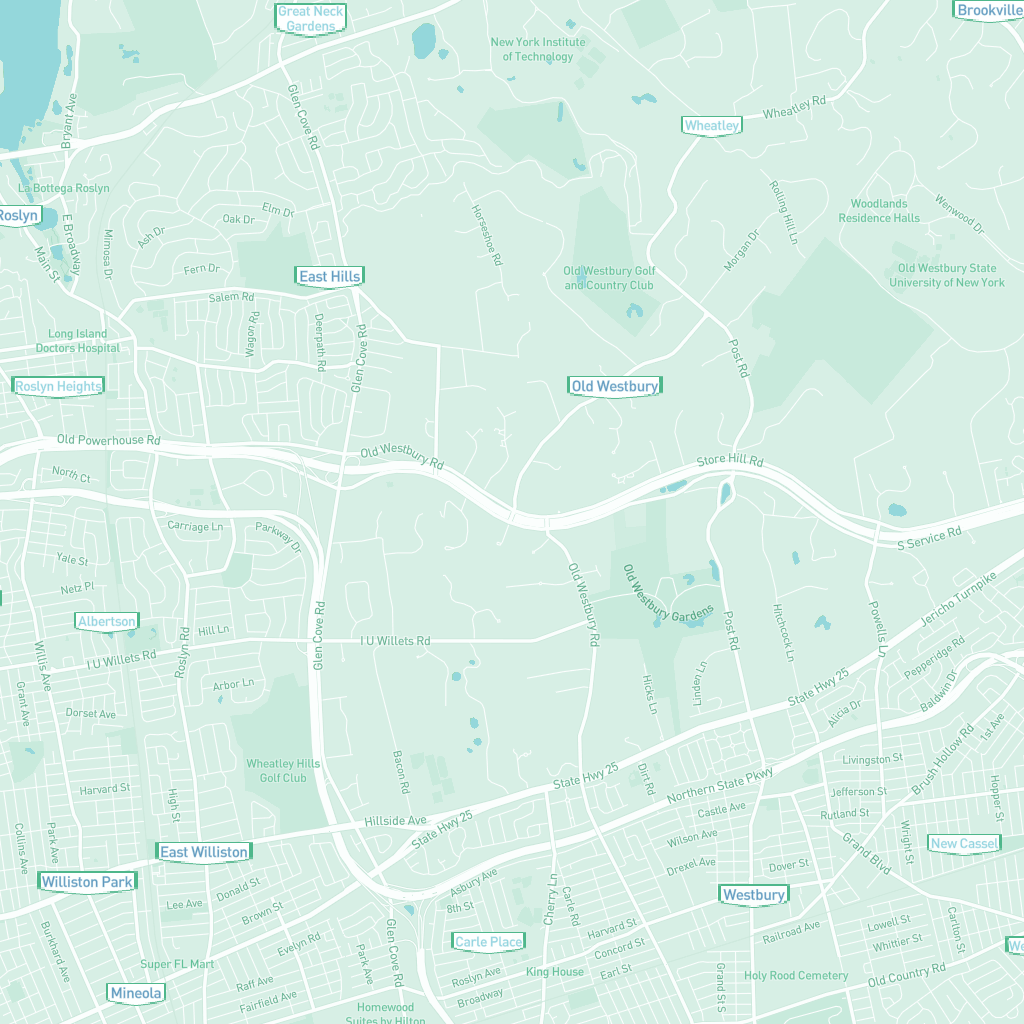 Great Neck
Gardens
Brookville
New York Institute
of Technology
Bryant Ave
Glen Cove Rd
Wheatley Rd
Wheatley
La Bottega Roslyn
Roslyn
E Broadway
Main St
Mimosa Dr
Elm Dr
Oak Dr
Ash Dr
Fern Dr
Horseshoe Rd
Rolling Hill Ln
Morgan Dr
Woodlands
Residence Halls
Wenwood Dr
East Hills
Old Westbury Golf
and Country Club
Old Westbury State
University of New York
Salem Rd
Wagon Rd
Deerpath Rd
Glen Cove Rd
Long Island
Doctors Hospital
Post Rd
Roslyn Heights
Old Westbury
Old Powerhouse Rd
Old Westbury Rd
Store Hill Rd
North Ct
Carriage Ln
Parkway Dr
S Service Rd
Yale St
Netz Pl
Old Westbury Rd
Old Westbury Gardens
Jericho Turnpike
Albertson
Hill Ln
Glen Cove Rd
I U Willets Rd
Post Rd
Hitchcock Ln
Powells Ln
Willis Ave
I U Willets Rd
Roslyn Rd
Pepperidge Rd
Arbor Ln
Grant Ave
Hicks Ln
Linden Ln
State Hwy 25
Baldwin Dr
Dorset Ave
Alicia Dr
1st Ave
Wheatley Hills
Golf Club
Bacon Rd
State Hwy 25
Dirt Rd
Northern State Pkwy
Livingston St
Brush Hollow Rd
Harvard St
High St
Jefferson St
Hopper St
Castle Ave
Rutland St
Hillside Ave
State Hwy 25
Collins Ave
Park Ave
Wilson Ave
Grand Blvd
Wright St
New Cassel
East Williston
Drexel Ave
Dover St
Williston Park
Donald St
Asbury Ave
Cherry Ln
Carle Rd
Westbury
Lee Ave
Brown St
8th St
Harvard St
Railroad Ave
Lowell St
Carlton St
Burkhard Ave
Evelyn Rd
Park Ave
Glen Cove Rd
Carle Place
Concord St
Whittier St
We
Super FL Mart
Roslyn Ave
King House
Earl St
Grand St S
Holy Rood Cemetery
Old Country Rd
Mineola
Raff Ave
Fairfield Ave
Broadway
Homewood
Suites by Hilton